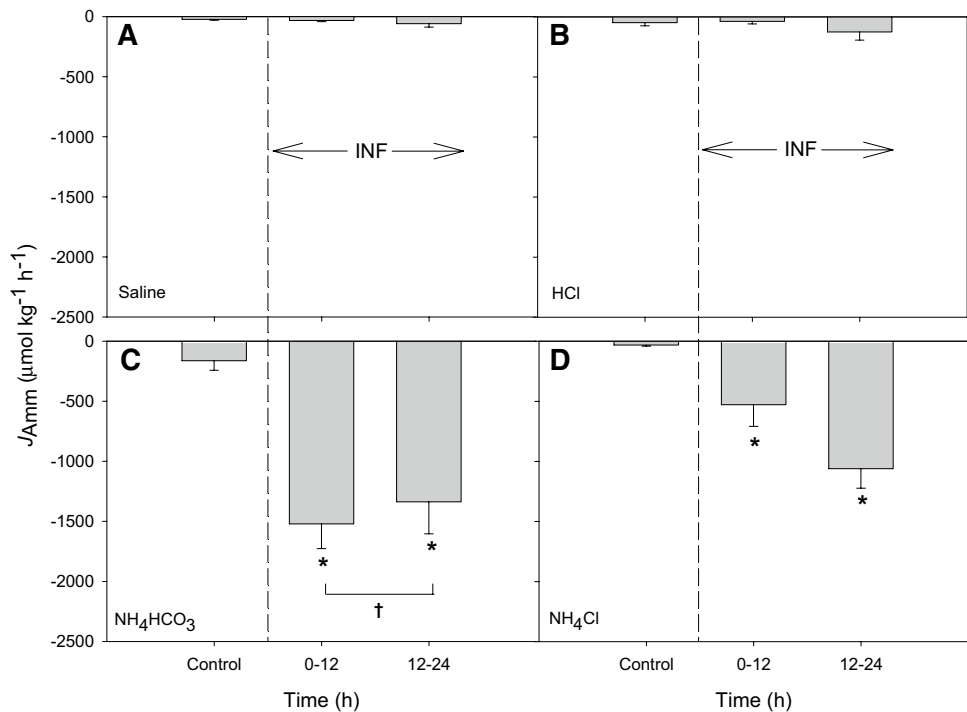 A
B
0
-500
-1000
-1500
-2000
-2500
INF
INF
Saline
HCl
C
D
0
-500
-1000
-1500
-2000
-2500
*
*
†
*
*
NH₄HCO₃
NH₄Cl
JAmm (μmol kg⁻¹ h⁻¹)
Control
0-12
12-24
Control
0-12
12-24
Time (h)
Time (h)